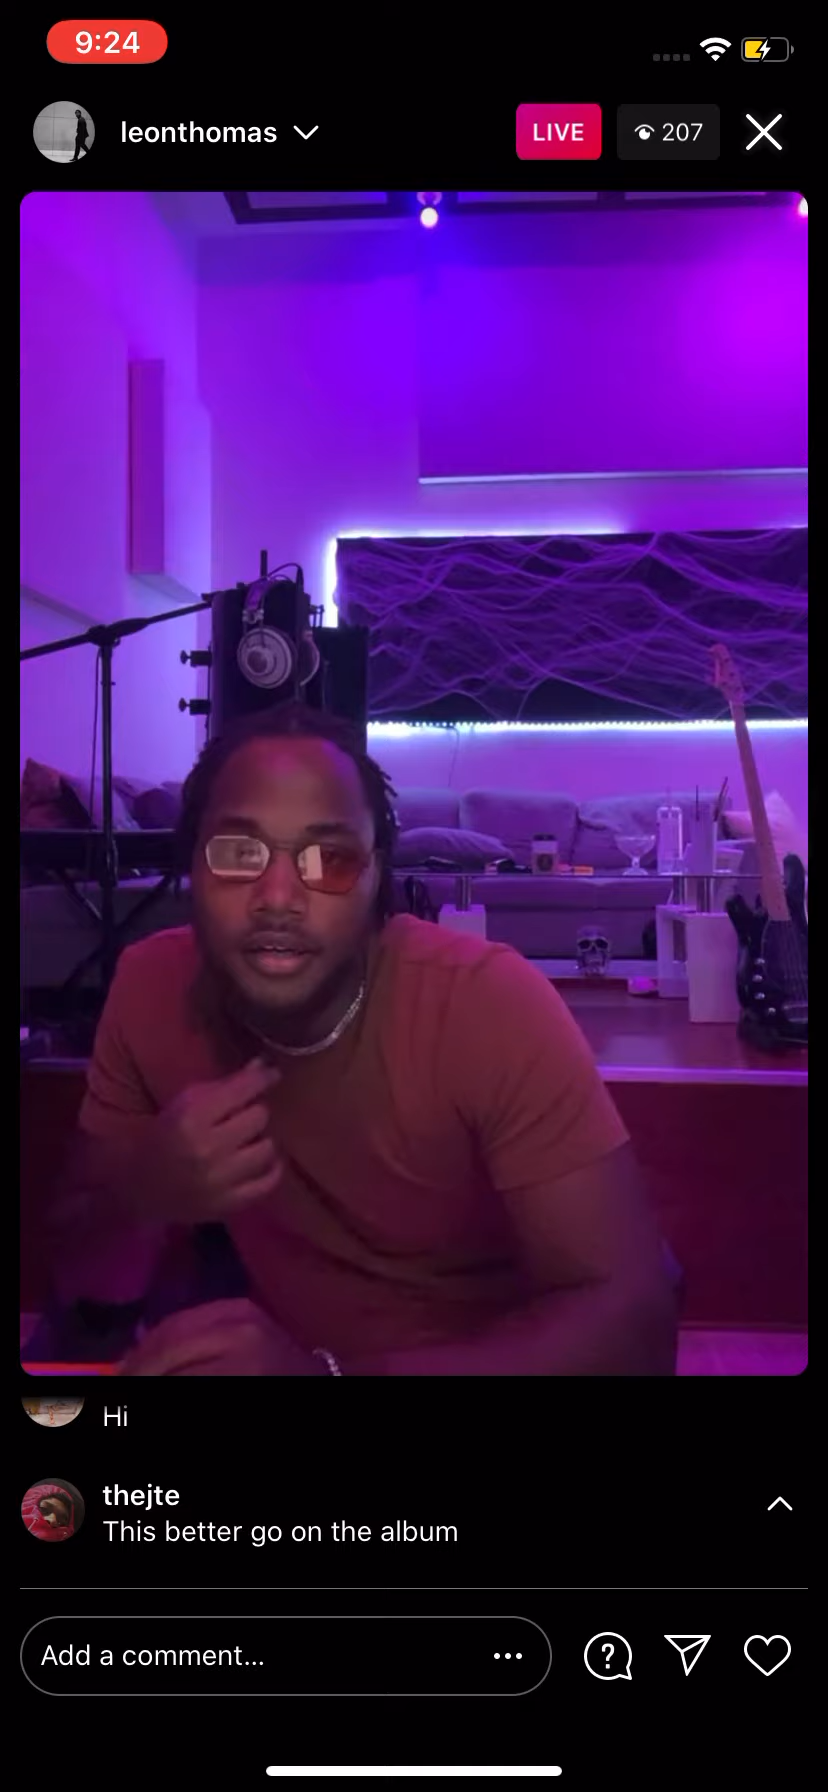 9:24
leonthomas
LIVE
207
Hi
thejte
This better go on the album
Add a comment...